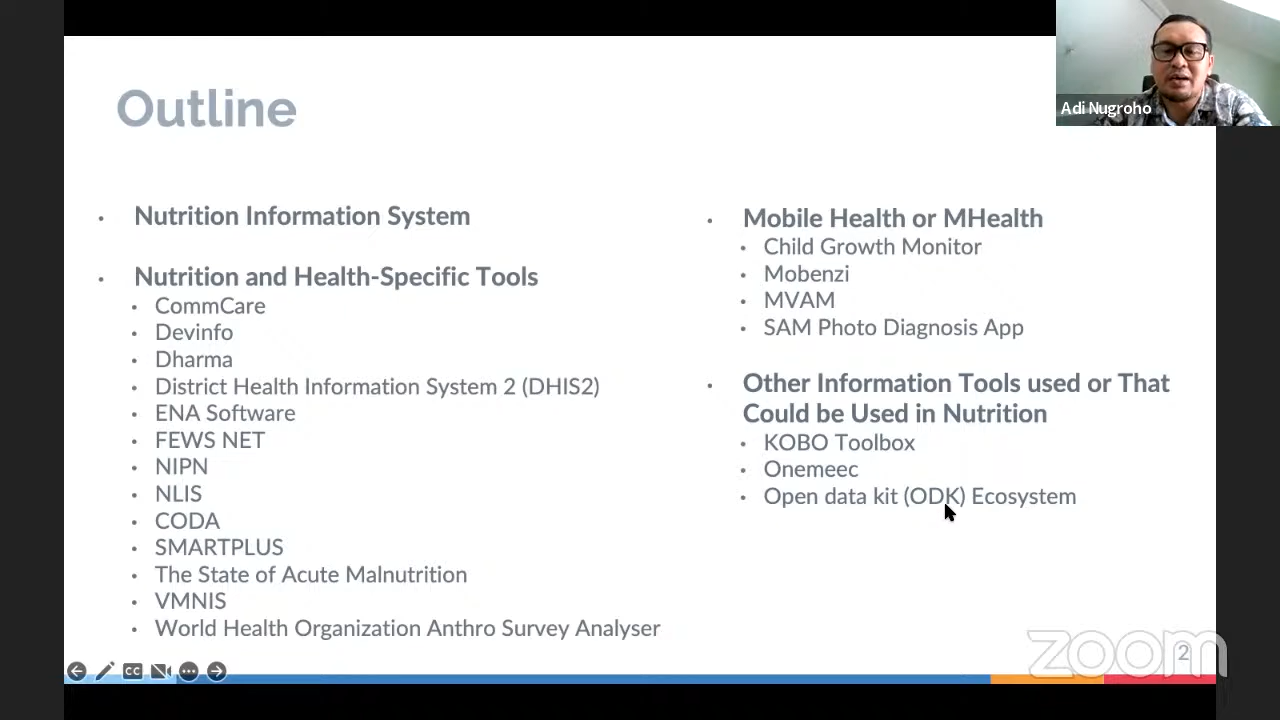 Outline
Adi Nugroho
Nutrition Information System
Nutrition and Health-Specific Tools
CommCare
Devinfo
Dharma
District Health Information System 2 (DHIS2)
ENA Software
FEWS NET
NIPN
NLIS
CODA
SMARTPLUS
The State of Acute Malnutrition
VMNIS
World Health Organization Anthro Survey Analyser
Mobile Health or MHealth
Child Growth Monitor
Mobenzi
MVAM
SAM Photo Diagnosis App
Other Information Tools used or That
Could be Used in Nutrition
KOBO Toolbox
Onemeec
Open data kit (ODK) Ecosystem
CC
zoom
2